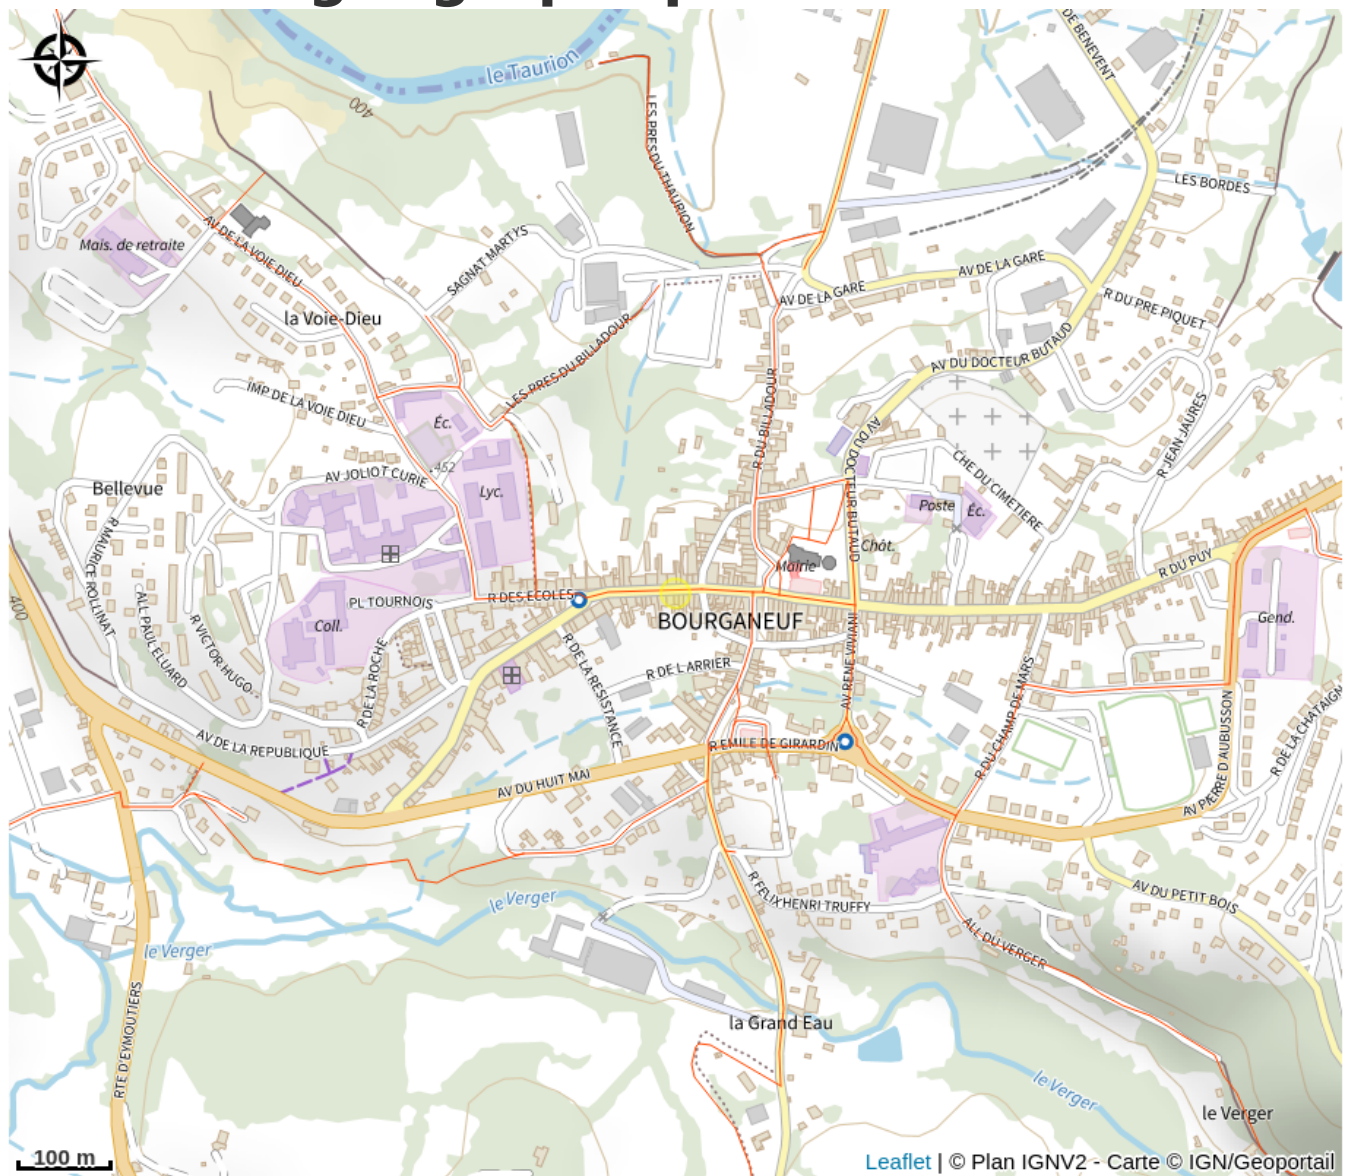 le Taurion
400
DE BENEVENT
LES PRES DU THAURION
LES BORDES
Mais. de retraite
AV DE LA VOIE DIEU
SAGNAT MARTYS
AV DE LA GARE
AV DE LA GARE
R DU PRE PIQUET
la Voie-Dieu
LES PRES DU BILLADOUR
AV DU DOCTEUR BUTAUD
IMP DE LA VOIE DIEU
R DU BILLADOUR
Éc.
AV DU DOCTEUR BUTAUD
R JEAN JAURES
452
AV JOLIOT CURIE
CHE DU CIMETIERE
Bellevue
Lyc.
Poste
Éc.
R MAURICE ROLLINAT
Chât.
Mairie
R DU PUY
400
ALL PAUL ELUARD
PL TOURNOIS
R DES ECOLES
BOURGANEUF
Coll.
Gend.
R VICTOR HUGO
R DE LA ROCHE
R DE LA RESISTANCE
R DE L ARRIER
AV RENE VIVIANI
R DU CHAMP DE MARS
R DE LA CHATAIGN
AV DE LA REPUBLIQUE
R EMILE DE GIRARDIN
AV DU HUIT MAI
AV PIERRE D AUBUSSON
le Verger
R FELIX HENRI TRUFFY
AV DU PETIT BOIS
le Verger
ALL DU VERGER
RTE D'EYMOUTIERS
la Grand Eau
le Verger
le Verger
100 m
Leaflet | © Plan IGNV2 - Carte © IGN/Geoportail